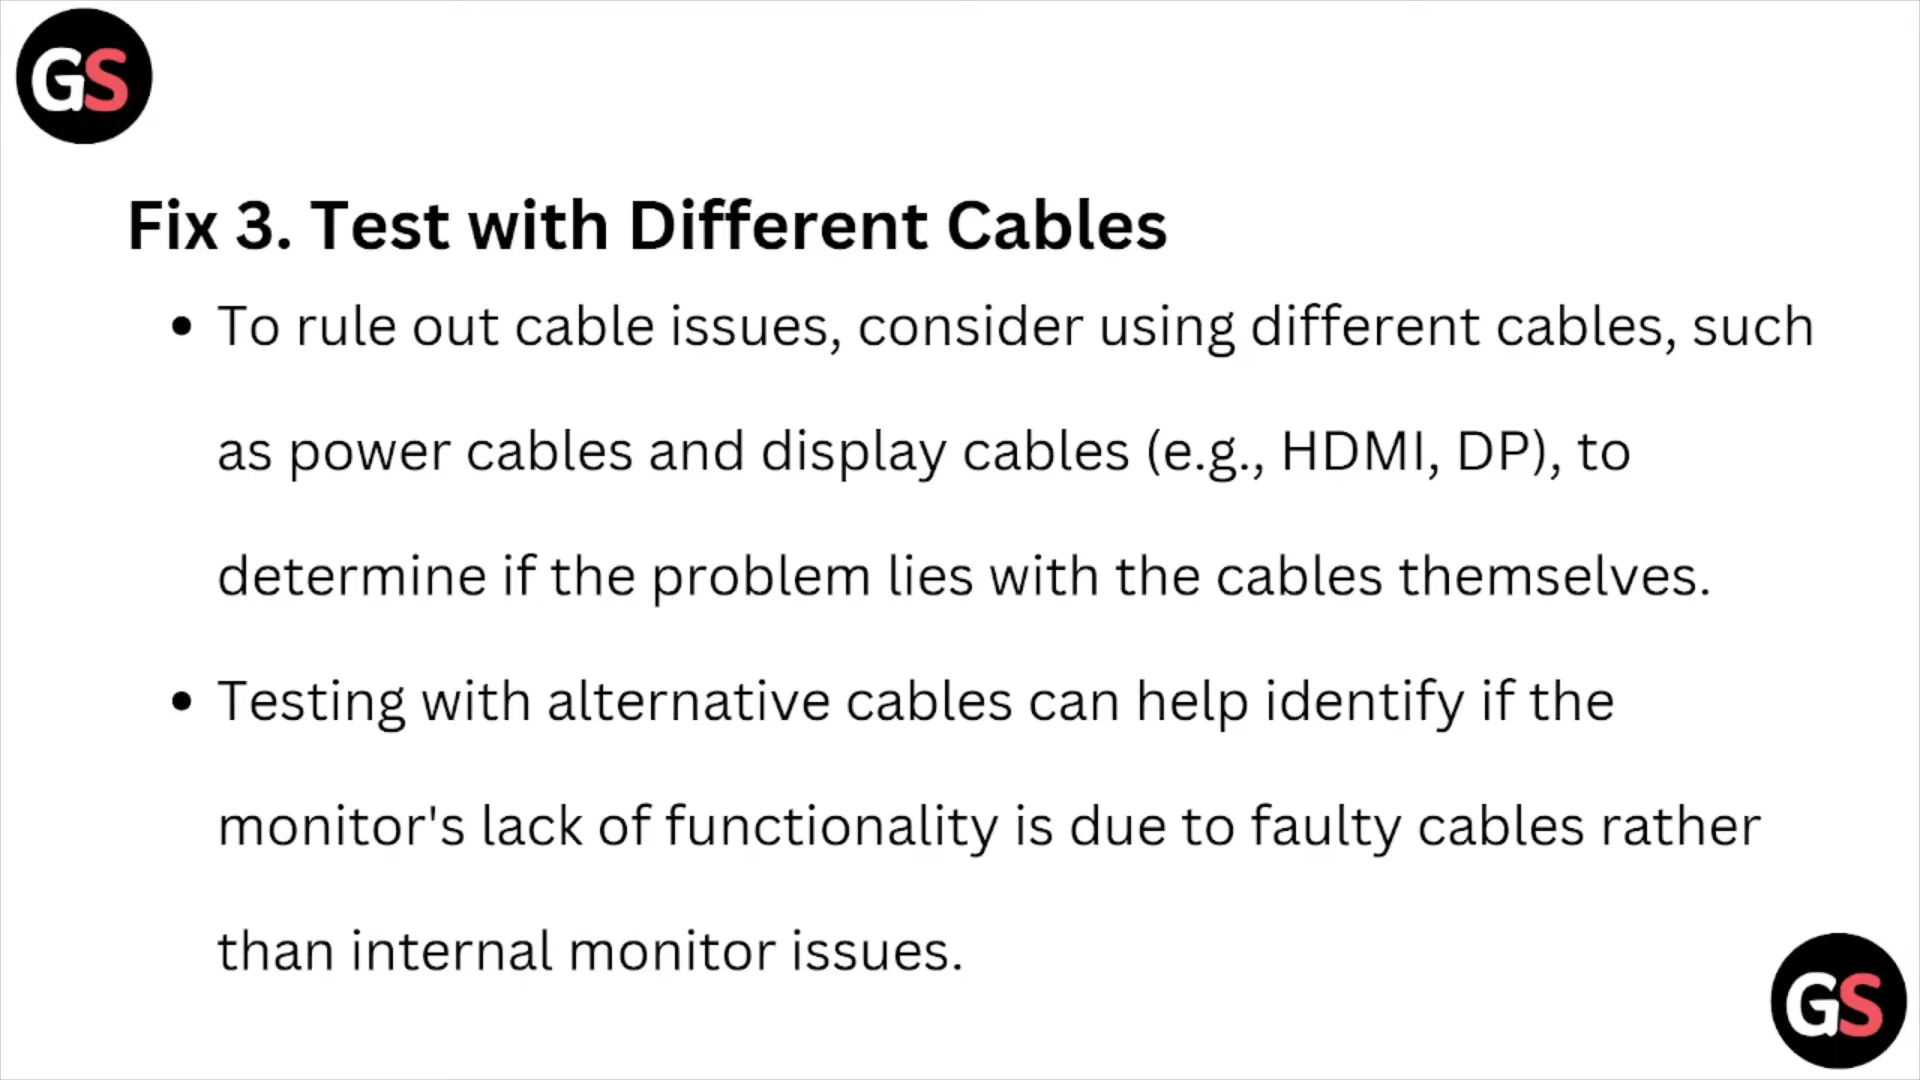 GS
Fix 3. Test with Different Cables
• To rule out cable issues, consider using different cables, such
as power cables and display cables (e.g., HDMI, DP), to
determine if the problem lies with the cables themselves.
• Testing with alternative cables can help identify if the
monitor's lack of functionality is due to faulty cables rather
than internal monitor issues.
GS